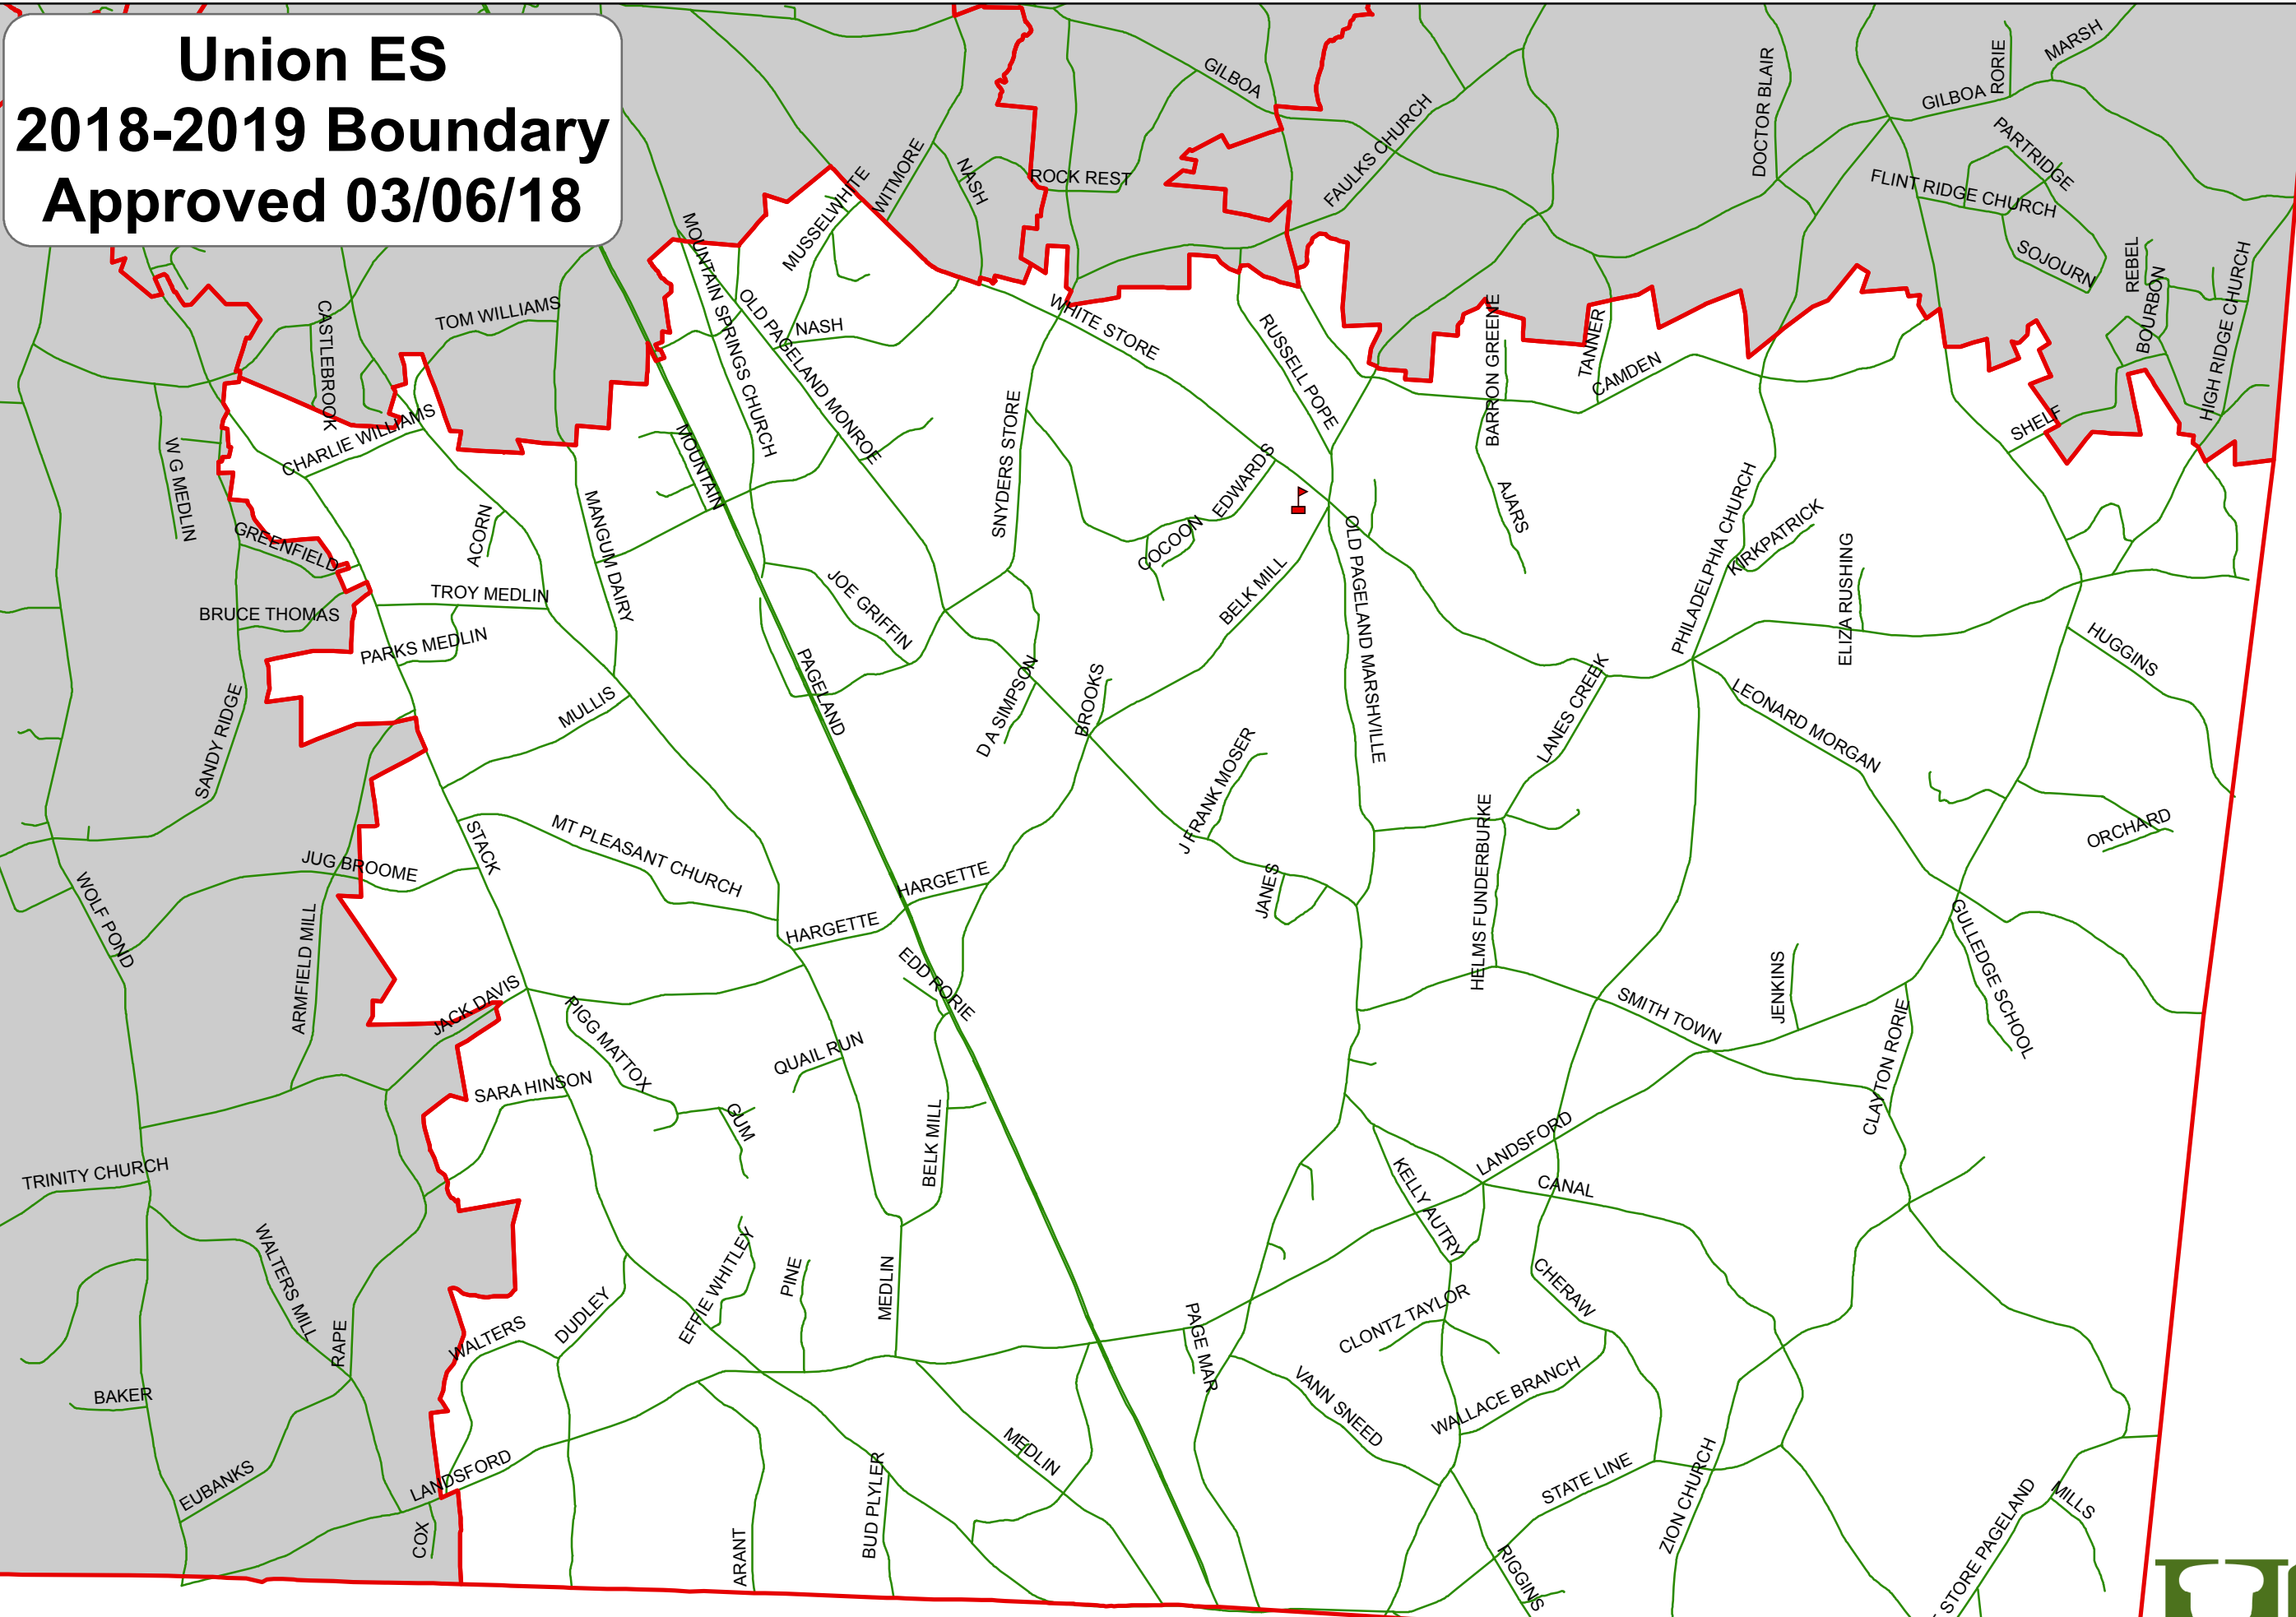 Union ES
2018-2019 Boundary
Approved 03/06/18
GILBOA
DOCTOR BLAIR
RORIE
MARSH
GILBOA
FAULKS CHURCH
PARTRIDGE
FLINT RIDGE CHURCH
SOJOURN
REBEL
BOURBON
HIGH RIDGE CHURCH
MUSSELWHITE
WITMORE
NASH
ROCK REST
MOUNTAIN SPRINGS CHURCH
OLD PAGELAND MONROE
NASH
WHITE STORE
RUSSELL POPE
BARRON GREENE
TANNER
CAMDEN
SHELF
CASTLEBROOK
TOM WILLIAMS
CHARLIE WILLIAMS
W G MEDLIN
GREENFIELD
ACORN
MANGUM DAIRY
MOUNTAIN
SNYDERS STORE
EDWARDS
COCOON
AJARS
OLD PAGELAND MARSHVILLE
PHILADELPHIA CHURCH
KIRKPATRICK
ELIZA RUSHING
BRUCE THOMAS
TROY MEDLIN
PARKS MEDLIN
JOE GRIFFIN
BELK MILL
HUGGINS
SANDY RIDGE
MULLIS
PAGELAND
D A SIMPSON
BROOKS
LANES CREEK
LEONARD MORGAN
J FRANK MOSER
HELMS FUNDERBURKE
ORCHARD
STACK
MT PLEASANT CHURCH
JUG BROOME
HARGETTE
HARGETTE
JANES
WOLF POND
ARMFIELD MILL
EDD RORIE
GULLEDGE SCHOOL
JENKINS
JACK DAVIS
PIGG MATTOX
SMITH TOWN
CLAYTON RORIE
QUAIL RUN
SARA HINSON
GUM
BELK MILL
LANDSFORD
KELLY AUTRY
CANAL
TRINITY CHURCH
WALTERS MILL
EFFIE WHITLEY
PINE
MEDLIN
CHERAW
RAPE
WALTERS
DUDLEY
PAGE MAR
CLONTZ TAYLOR
BAKER
VANN SNEED
WALLACE BRANCH
EUBANKS
LANDSFORD
MEDLIN
STATE LINE
ZION CHURCH
COX
ARANT
BUD PLYLER
RIGGINS
STORE PAGELAND
MILLS